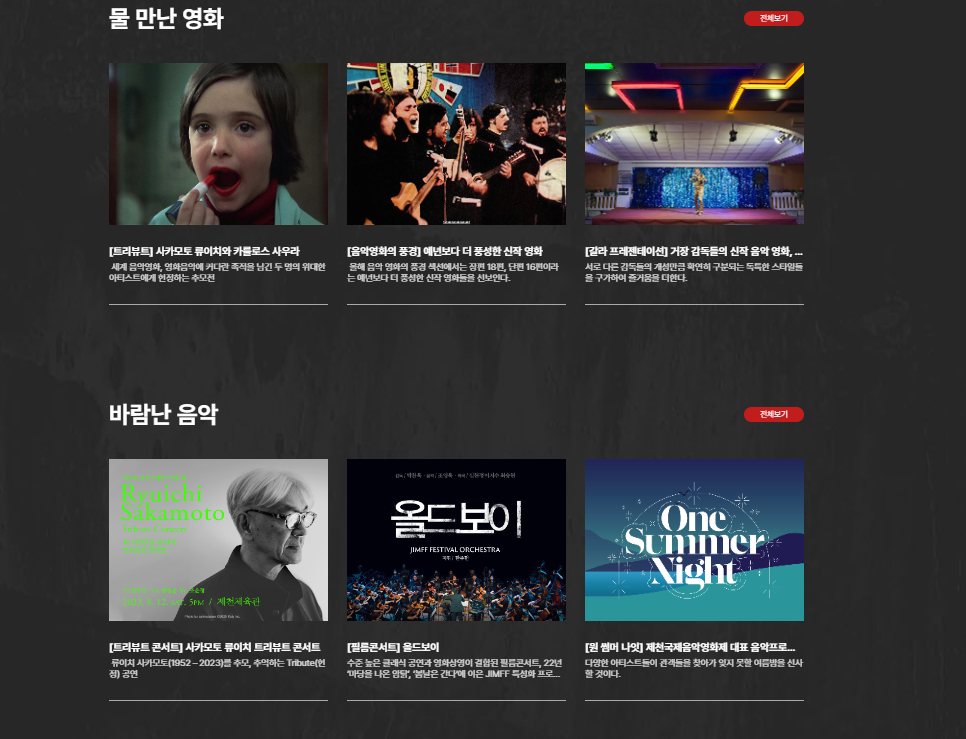 물 만난 영화
전체보기
[트리뷰트] 사카모토 류이치와 카를로스 사우라
세계 음악영화, 영화음악에 커다란 족적을 남긴 두 명의 위대한
아티스트에게 헌정하는 추모전
[음악영화의 풍경] 예년보다 더 풍성한 신작 영화
올해 음악 영화의 풍경 섹션에서는 장편 18편, 단편 16편이라
는 예년보다 더 풍성한 신작 영화들을 선보인다.
[갈라 프레젠테이션] 거장 감독들의 신작 음악 영화, ...
서로 다른 감독들의 개성만큼 확연히 구분되는 독특한 스타일들
을 구가하여 즐거움을 더한다.
바람난 음악
전체보기
Ryuichi
Sakamoto
5PM / 제천체육관
올드보이
JIMFF FESTIVAL ORCHESTRA
One
Summer
Night
[트리뷰트 콘서트] 사카모토 류이치 트리뷰트 콘서트
류이치 사카모토(1952 – 2023)를 추모, 추억하는 Tribute(헌
정) 공연
[필름콘서트] 올드보이
수준 높은 클래식 공연과 영화상영이 결합된 필름콘서트, 22년
'마당을 나온 암탉', '봄날은 간다'에 이은 JIMFF 특성화 프로...
[원 썸머 나잇] 제천국제음악영화제 대표 음악프로...
다양한 아티스트들이 관객들을 찾아가 잊지 못할 여름밤을 선사
할 것이다.